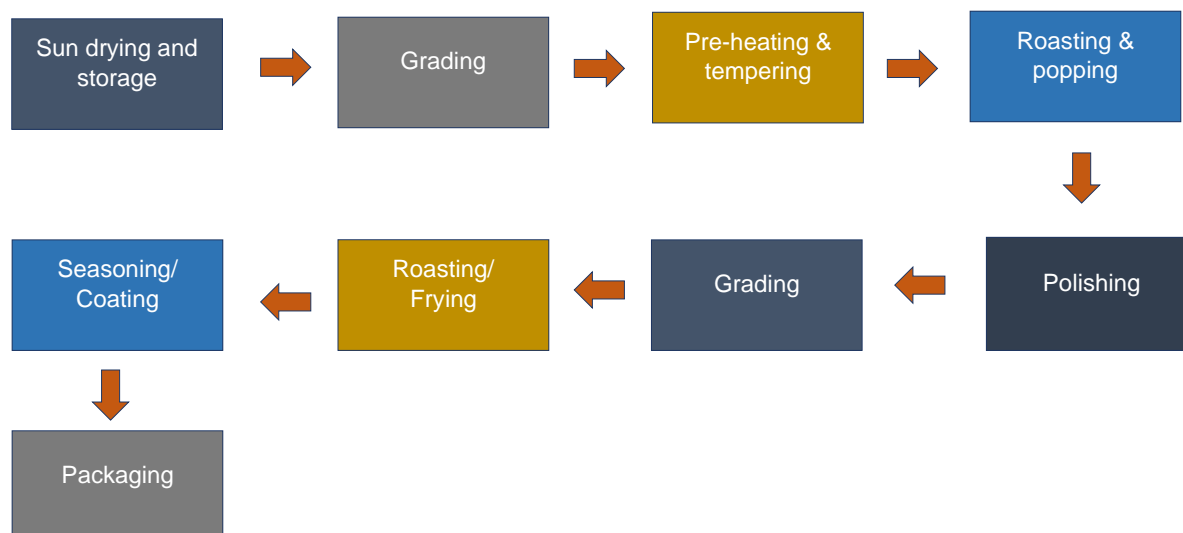 Sun drying and
storage
Grading
Pre-heating &
tempering
Roasting &
popping
Polishing
Grading
Roasting/
Frying
Seasoning/
Coating
Packaging